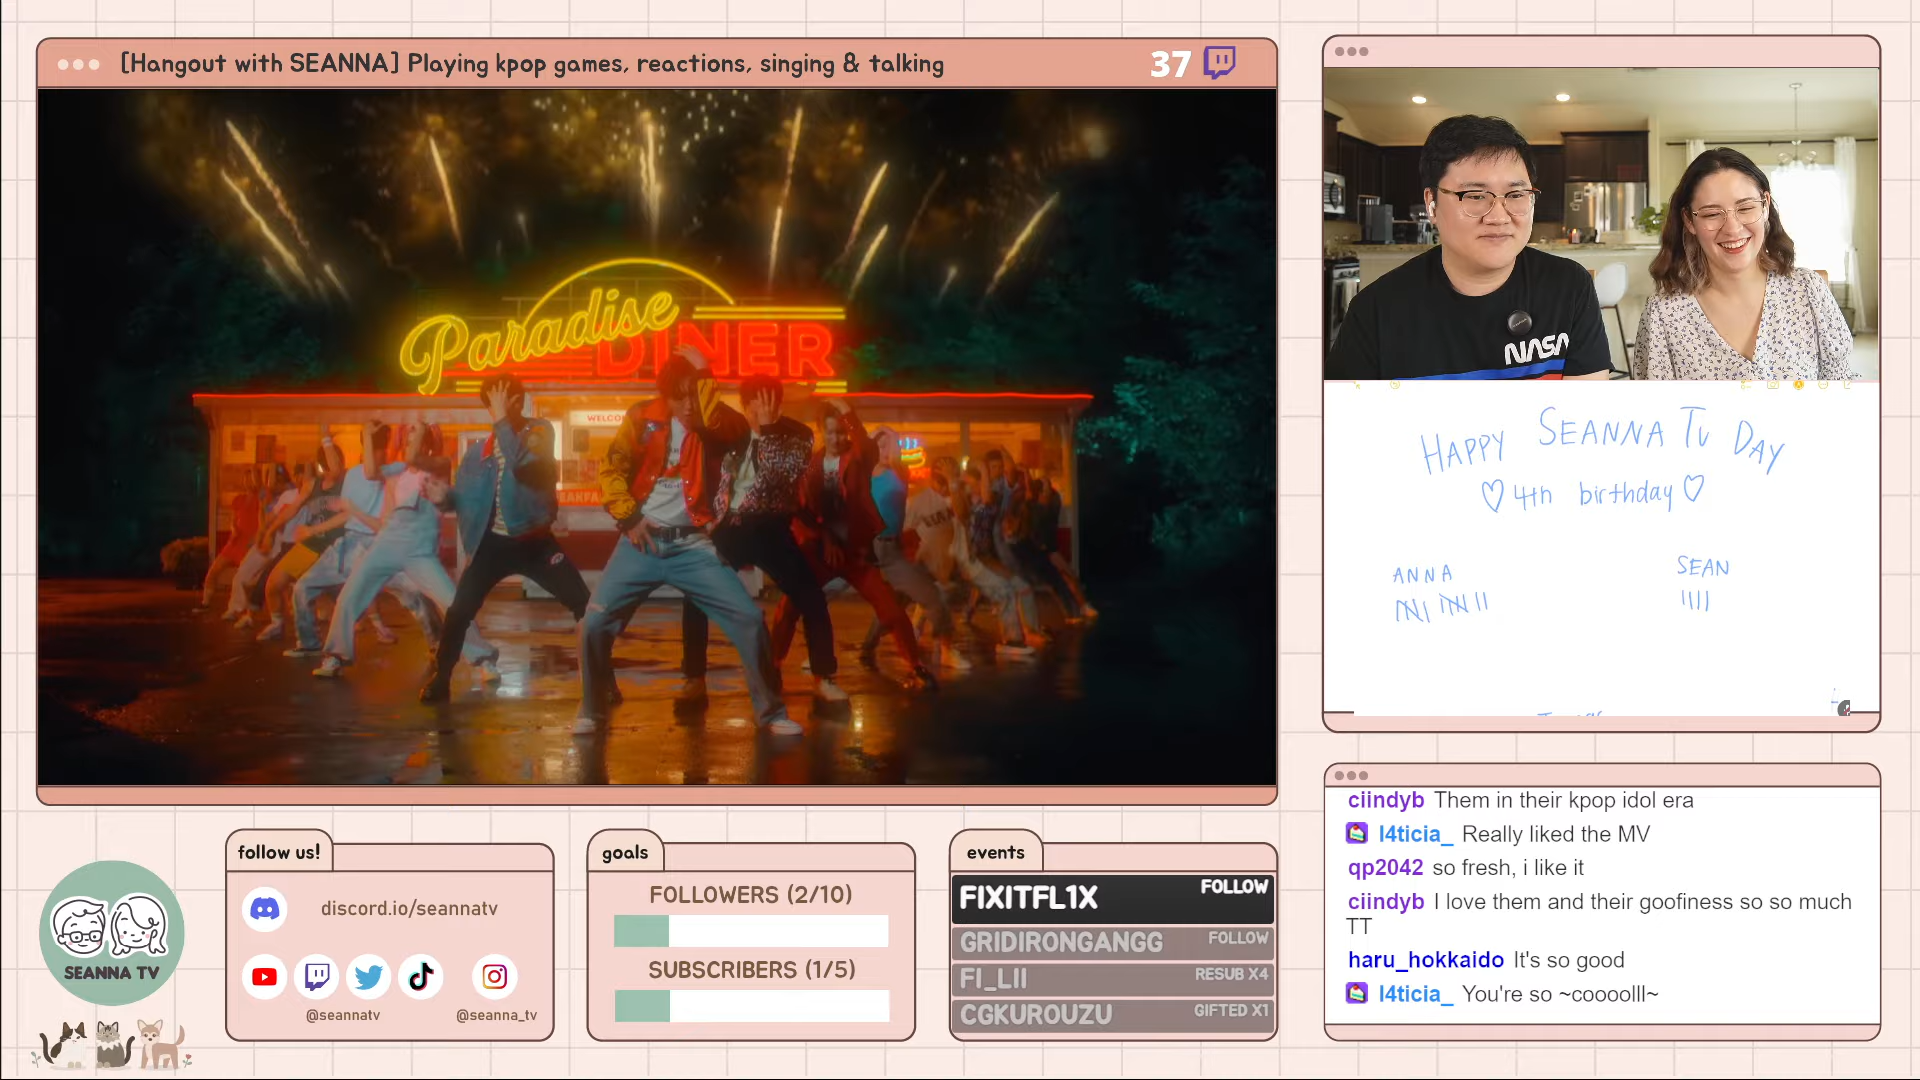 [Hangout with SEANNA] Playing kpop games, reactions, singing & talking
37
Paradise
DINER
WELCO
NASA
HAPPY SEANNA TV DAY
♡ 4th birthday ♡
ANNA
SEAN
follow us!
discord.io/seannatv
@seannatv
@seanna_tv
SEANNA TV
goals
FOLLOWERS (2/10)
SUBSCRIBERS (1/5)
events
FIXITFL1X FOLLOW
GRIDIRONGANGG FOLLOW
FI_LII RESUB X4
CGKUROUZU GIFTED X1
ciindyb Them in their kpop idol era
l4ticia_ Really liked the MV
qp2042 so fresh, i like it
ciindyb I love them and their goofiness so so much
TT
haru_hokkaido It's so good
l4ticia_ You're so ~coooolll~